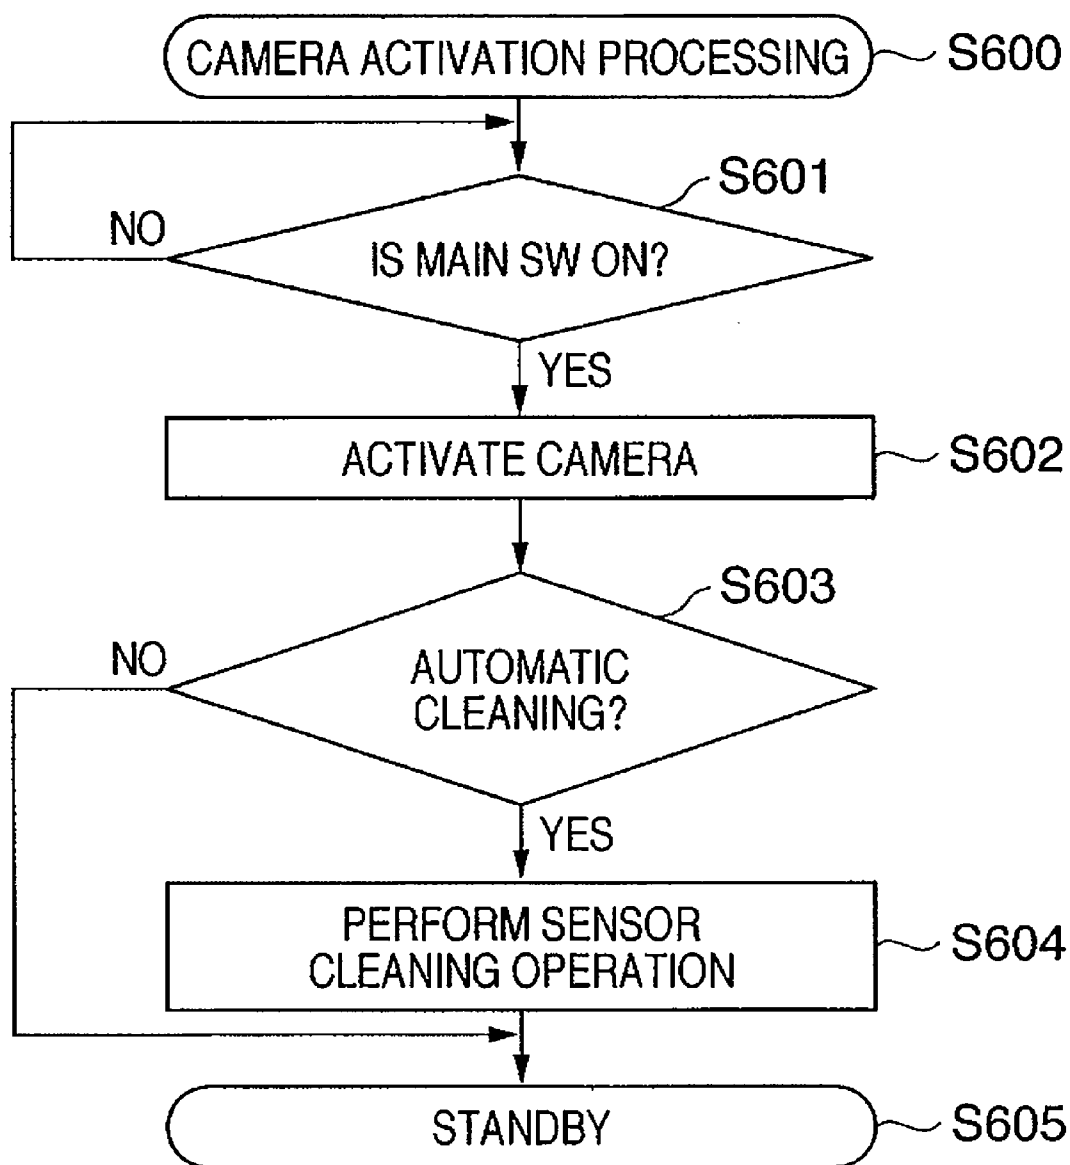 CAMERA ACTIVATION PROCESSING
S600
S601
NO
IS MAIN SW ON?
YES
ACTIVATE CAMERA
S602
S603
NO
AUTOMATIC
CLEANING?
YES
PERFORM SENSOR
CLEANING OPERATION
S604
STANDBY
S605